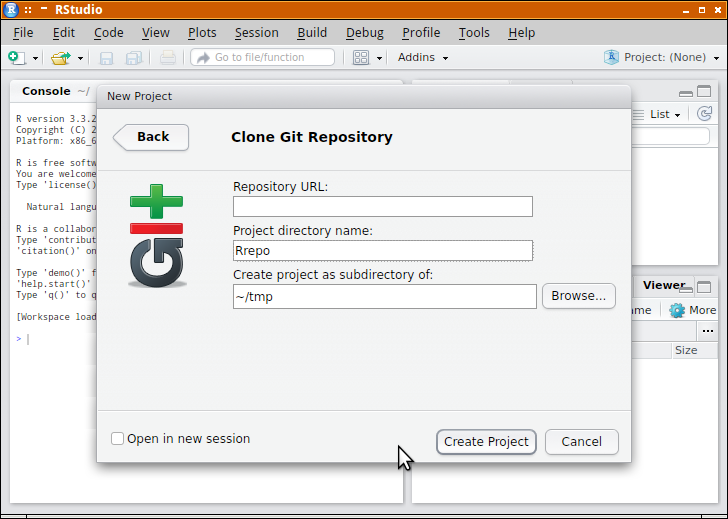 RStudio
File Edit Code View Plots Session Build Debug Profile Tools Help
Go to file/function
Addins
Project: (None)
Console ~/
R version 3.3.2
Copyright (C) 2
Platform: x86_6
R is free softw
You are welcome
Type 'license()
Natural langu
R is a collabor
Type 'contribut
'citation()' on
Type 'demo()' f
'help.start()'
Type 'q()' to q
[Workspace load
>
New Project
Back
Clone Git Repository
Repository URL:
Project directory name:
Rrepo
Create project as subdirectory of:
~/tmp
Browse...
Open in new session
Create Project
Cancel
List
Viewer
me
More
...
Size